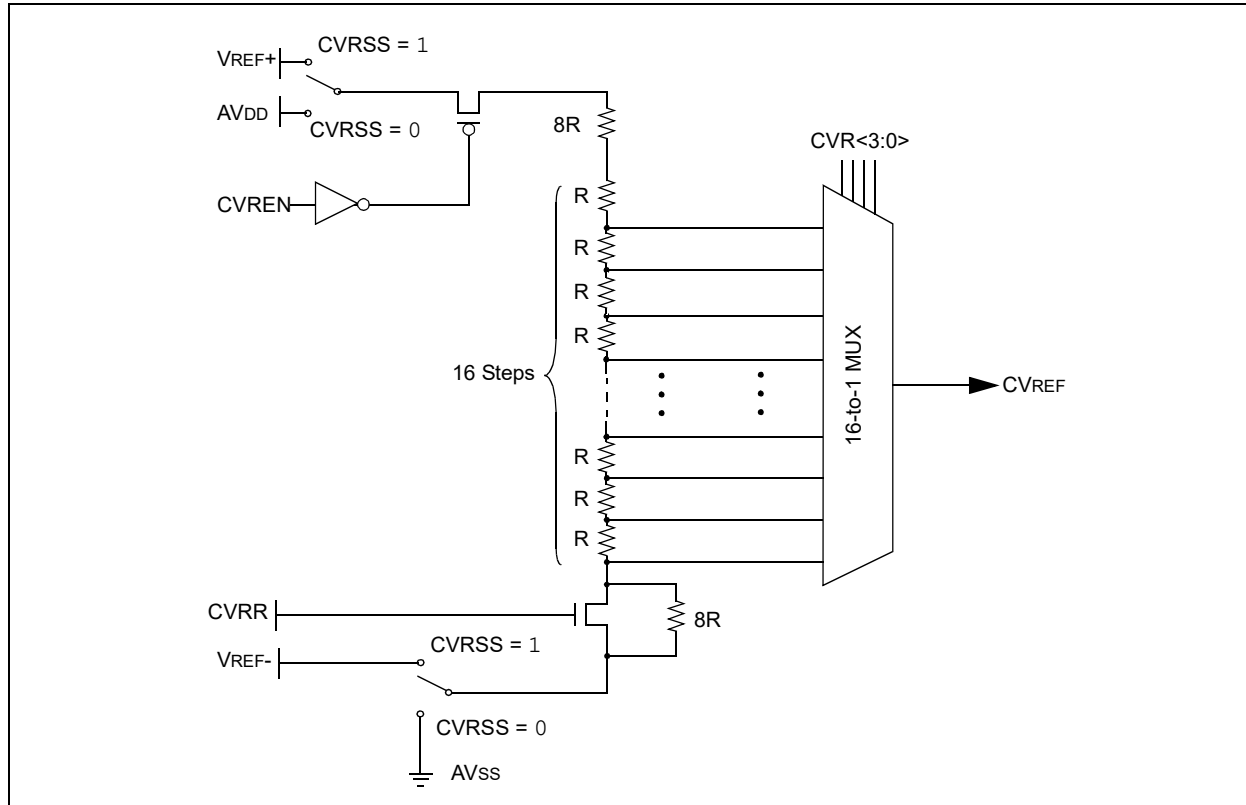 CVRSS = 1
VREF+
AVDD
CVRSS = 0
8R
CVR<3:0>
CVREN
R
R
R
R
16 Steps
16-to-1 MUX
CVREF
R
R
R
CVRR
8R
CVRSS = 1
VREF-
CVRSS = 0
AVSS